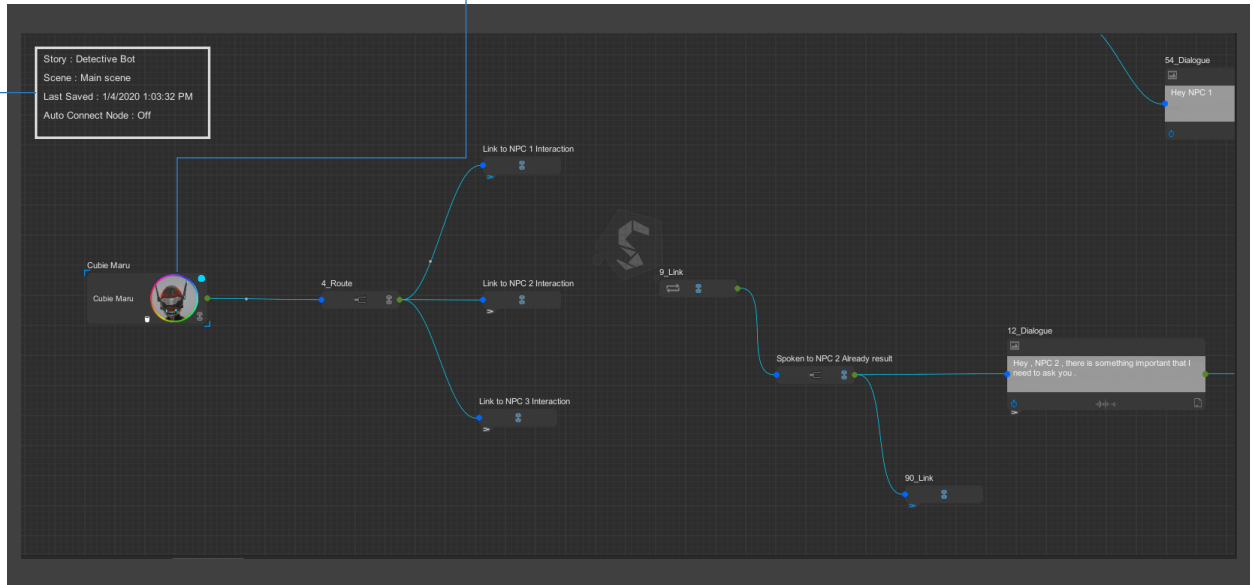 Story : Detective Bot
Scene : Main scene
Last Saved : 1/4/2020 1:03:32 PM
Auto Connect Node : Off
54_Dialogue
Hey NPC 1
Link to NPC 1 Interaction
Cubie Maru
Cubie Maru
4_Route
Link to NPC 2 Interaction
9_Link
Link to NPC 3 Interaction
Spoken to NPC 2 Already result
12_Dialogue
Hey , NPC 2 , there is something important that I
need to ask you .
90_Link